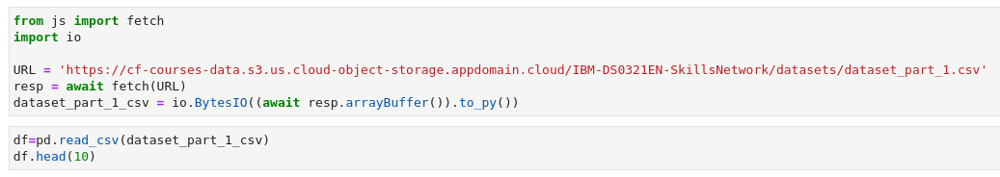 from js import fetch
import io
URL = 'https://cf-courses-data.s3.us.cloud-object-storage.appdomain.cloud/IBM-DS0321EN-SkillsNetwork/datasets/dataset_part_1.csv'
resp = await fetch(URL)
dataset_part_1_csv = io.BytesIO((await resp.arrayBuffer()).to_py())
df=pd.read_csv(dataset_part_1_csv)
df.head(10)